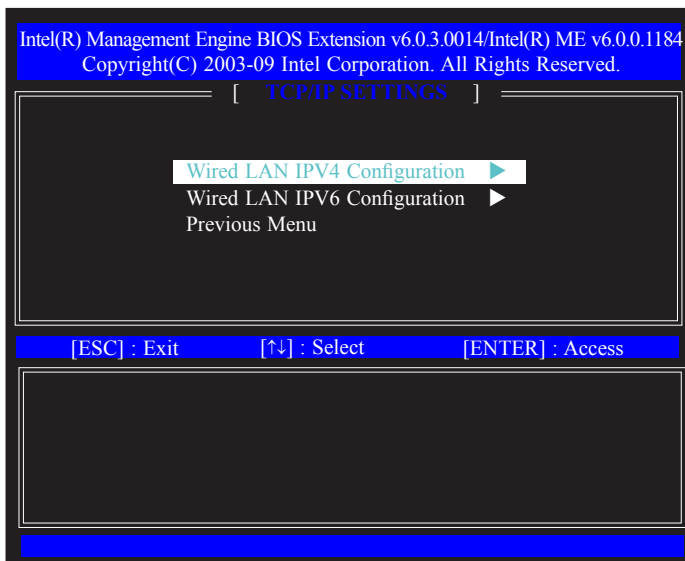 Intel(R) Management Engine BIOS Extension v6.0.3.0014/Intel(R) ME v6.0.0.1184
Copyright(C) 2003-09 Intel Corporation. All Rights Reserved.
[ TCP/IP SETTINGS ]
Wired LAN IPV4 Configuration ▶
Wired LAN IPV6 Configuration ▶
Previous Menu
[ESC] : Exit [↑↓] : Select [ENTER] : Access